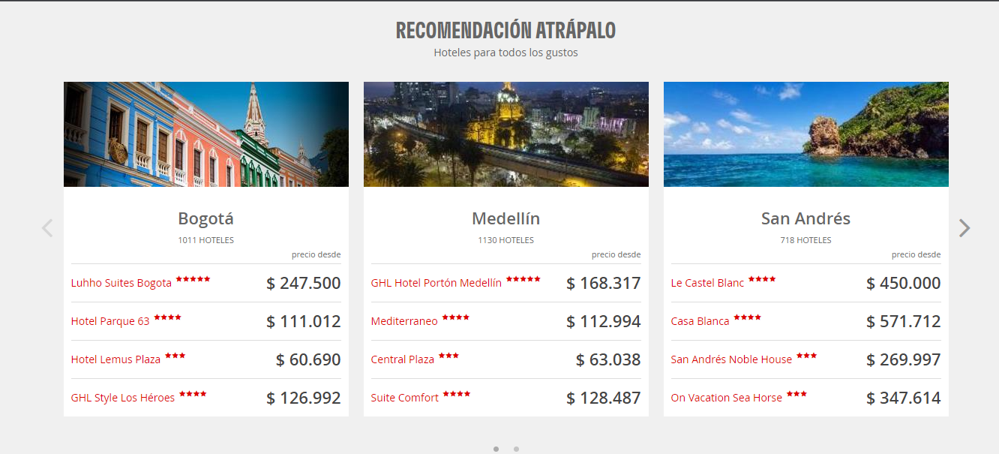 RECOMENDACIÓN ATRÁPALO
Hoteles para todos los gustos
Bogotá
1011 HOTELES
precio desde
Luhho Suites Bogota $ 247.500
Hotel Parque 63 $ 111.012
Hotel Lemus Plaza $ 60.690
GHL Style Los Héroes $ 126.992
Medellín
1130 HOTELES
precio desde
GHL Hotel Portón Medellín $ 168.317
Mediterraneo $ 112.994
Central Plaza $ 63.038
Suite Comfort $ 128.487
San Andrés
718 HOTELES
precio desde
Le Castel Blanc $ 450.000
Casa Blanca $ 571.712
San Andrés Noble House $ 269.997
On Vacation Sea Horse $ 347.614